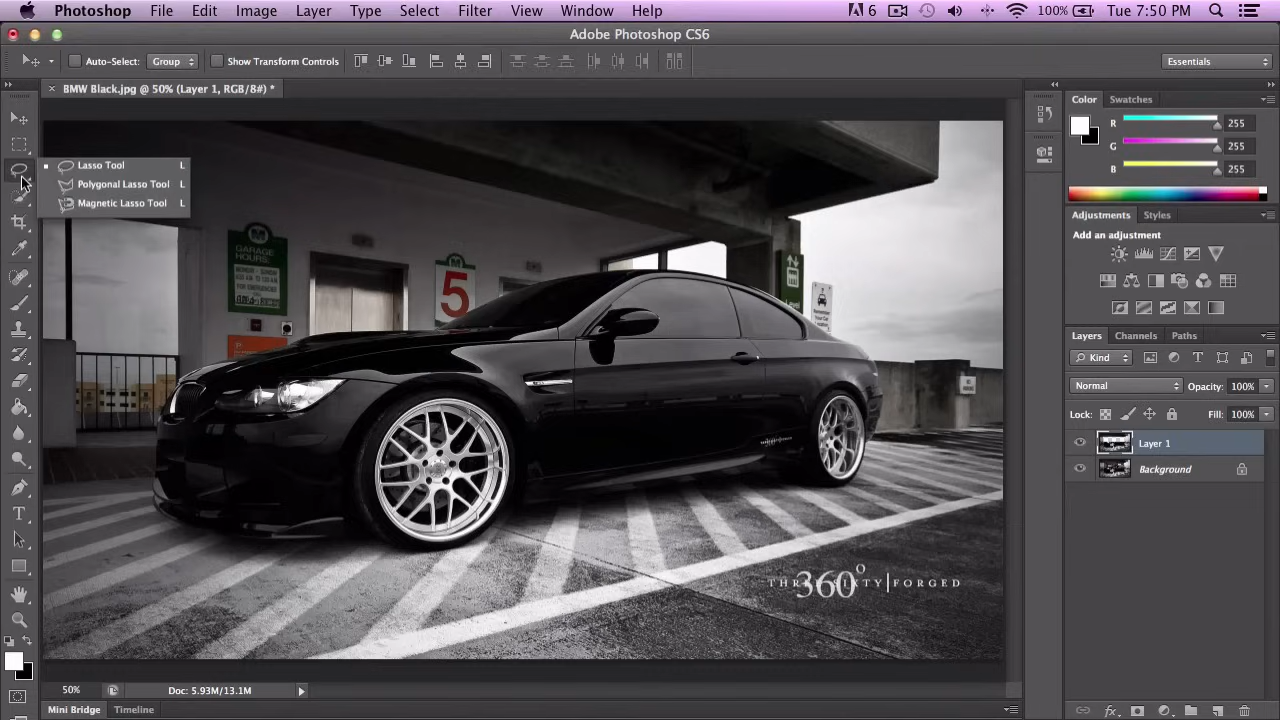 Photoshop File Edit Image Layer Type Select Filter View Window Help 6 100% Tue 7:50 PM
Adobe Photoshop CS6
Auto-Select: Group Show Transform Controls Essentials
BMW Black.jpg @ 50% (Layer 1, RGB/8#) *
Color Swatches
R 255
G 255
B 255
Lasso Tool L
Polygonal Lasso Tool L
Magnetic Lasso Tool L
Adjustments Styles
Add an adjustment
GARAGE
HOURS:
5
Remember
Your Car
Layers Channels Paths
Kind
Normal Opacity: 100%
Lock: Fill: 100%
Layer 1
Background
THREE SIXTY FORGED
360°
50% Doc: 5.93M/13.1M
Mini Bridge Timeline